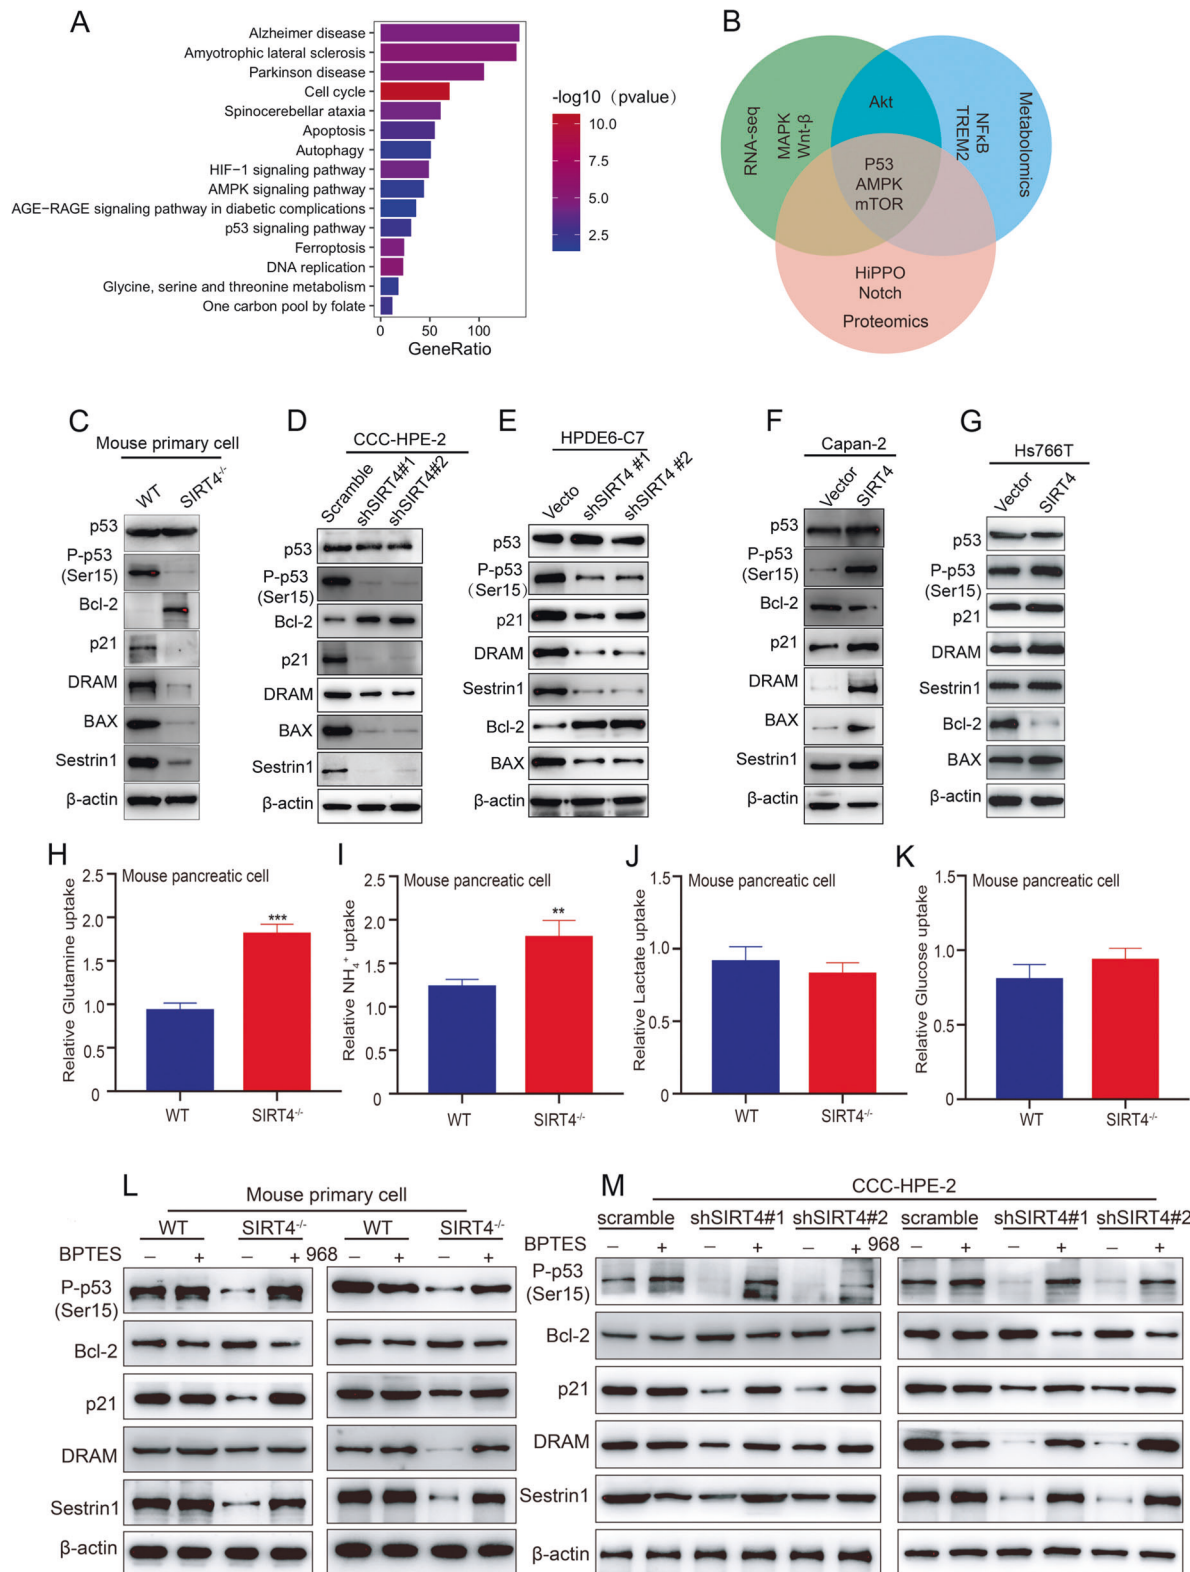 A
Alzheimer disease
Amyotrophic lateral sclerosis
Parkinson disease
Cell cycle
Spinocerebellar ataxia
Apoptosis
Autophagy
HIF−1 signaling pathway
AMPK signaling pathway
AGE−RAGE signaling pathway in diabetic complications
p53 signaling pathway
Ferroptosis
DNA replication
Glycine, serine and threonine metabolism
One carbon pool by folate
0 50 100
GeneRatio
-log10（pvalue）
10.0
7.5
5.0
2.5
B
RNA-seq
MAPK
Wnt-β
Akt
NFκB
TREM2
Metabolomics
P53
AMPK
mTOR
HiPPO
Notch
Proteomics
C
Mouse primary cell
WT SIRT4-/-
p53
P-p53
(Ser15)
Bcl-2
p21
DRAM
BAX
Sestrin1
β-actin
D
CCC-HPE-2
Scramble shSIRT4#1 shSIRT4#2
p53
P-p53
(Ser15)
Bcl-2
p21
DRAM
BAX
Sestrin1
β-actin
E
HPDE6-C7
Vecto shSIRT4 #1 shSIRT4 #2
p53
P-p53
(Ser15)
p21
DRAM
Sestrin1
Bcl-2
BAX
β-actin
F
Capan-2
Vector SIRT4
p53
P-p53
(Ser15)
Bcl-2
p21
DRAM
BAX
Sestrin1
β-actin
G
Hs766T
Vector SIRT4
p53
P-p53
(Ser15)
p21
DRAM
Sestrin1
Bcl-2
BAX
β-actin
H
Mouse pancreatic cell
Relative Glutamine uptake
2.5
2.0
1.5
1.0
0.5
0
***
WT SIRT4-/-
I
Mouse pancreatic cell
Relative NH4+ uptake
2.5
2.0
1.5
1.0
0.5
0
**
WT SIRT4-/-
J
Mouse pancreatic cell
Relative Lactate uptake
1.5
1.0
0.5
0
WT SIRT4-/-
K
Mouse pancreatic cell
Relative Glucose uptake
1.5
1.0
0.5
0
WT SIRT4-/-
L
Mouse primary cell
WT SIRT4-/- WT SIRT4-/-
BPTES − + − + 968 − + − +
P-p53
(Ser15)
Bcl-2
p21
DRAM
Sestrin1
β-actin
M
CCC-HPE-2
scramble shSIRT4#1 shSIRT4#2 scramble shSIRT4#1 shSIRT4#2
BPTES − + − + − + 968 − + − + − +
P-p53
(Ser15)
Bcl-2
p21
DRAM
Sestrin1
β-actin